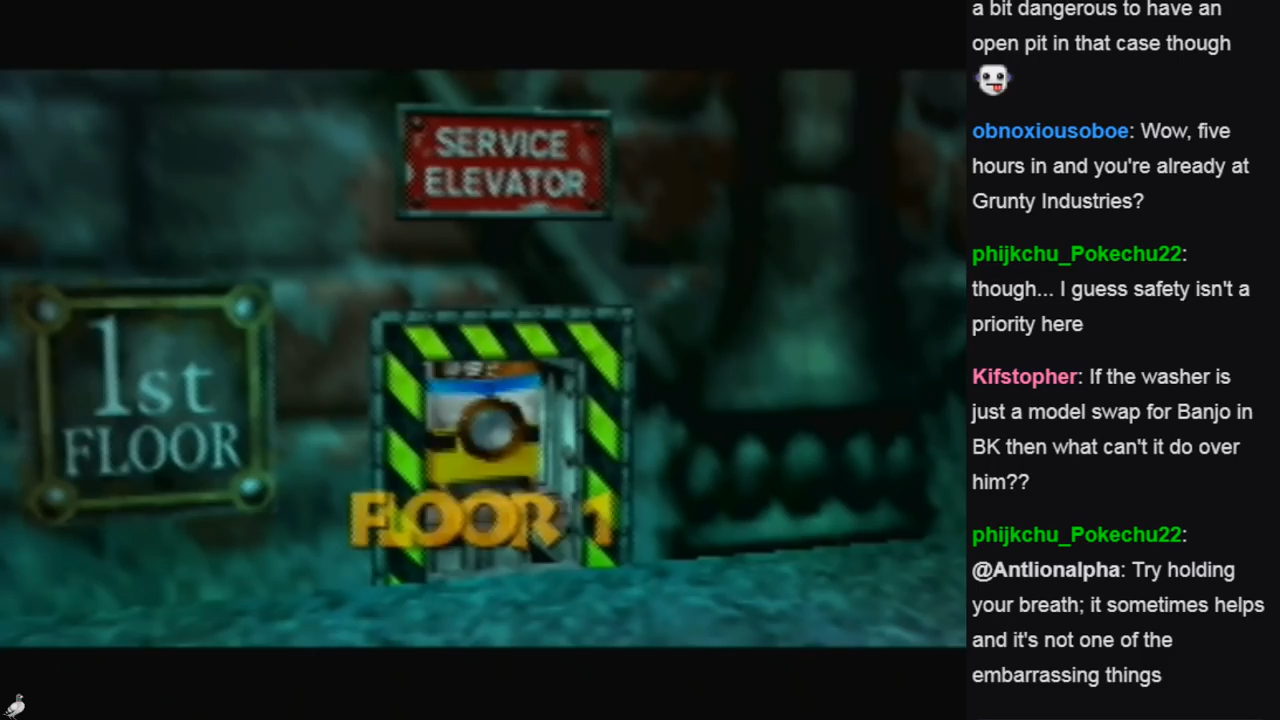 SERVICE
ELEVATOR
1st
FLOOR
FLOOR 1
a bit dangerous to have an
open pit in that case though
obnoxiousoboe: Wow, five
hours in and you're already at
Grunty Industries?
phijkchu_Pokechu22:
though... I guess safety isn't a
priority here
Kifstopher: If the washer is
just a model swap for Banjo in
BK then what can't it do over
him??
phijkchu_Pokechu22:
@Antlionalpha: Try holding
your breath; it sometimes helps
and it's not one of the
embarrassing things